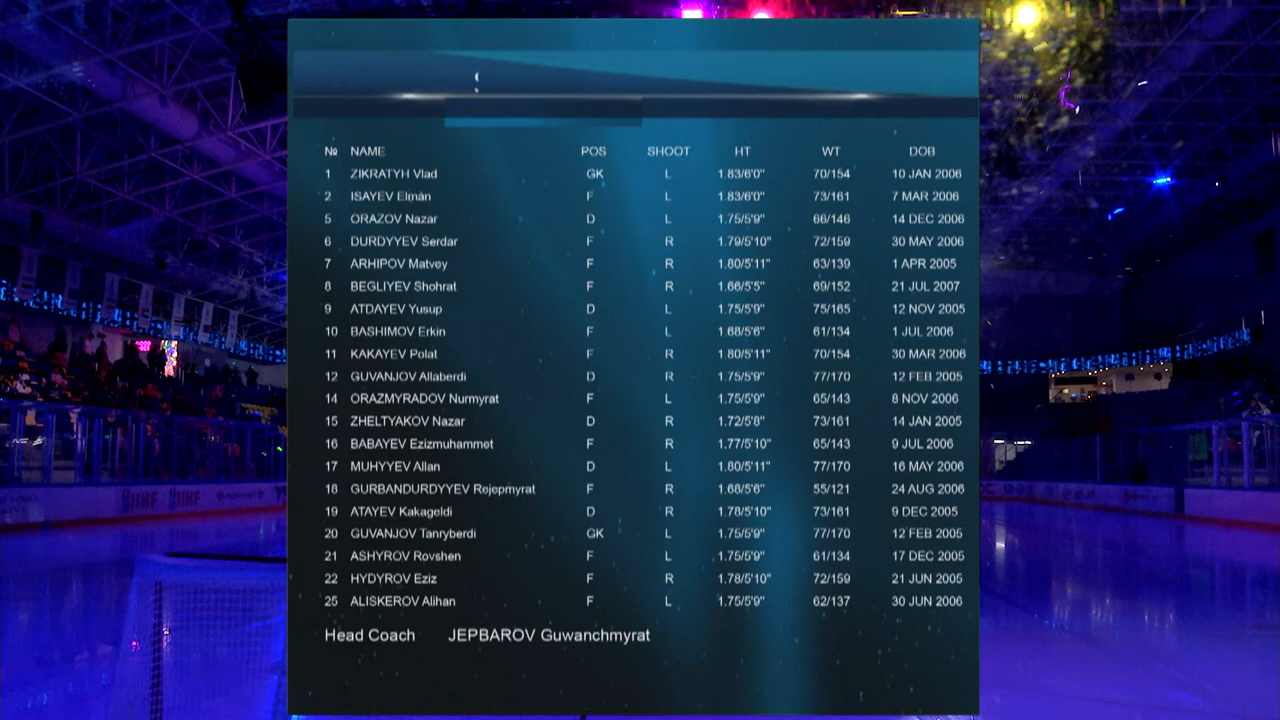 № NAME POS SHOOT HT WT DOB
1 ZIKRATYH Vlad GK L 1.83/6'0" 70/154 10 JAN 2006
2 ISAYEV Elman F L 1.83/6'0" 73/161 7 MAR 2006
5 ORAZOV Nazar D L 1.75/5'9" 66/146 14 DEC 2006
6 DURDYYEV Serdar F R 1.79/5'10" 72/159 30 MAY 2006
7 ARHIPOV Matvey F R 1.80/5'11" 63/139 1 APR 2005
8 BEGLIYEV Shohrat F R 1.66/5'5" 69/152 21 JUL 2007
9 ATDAYEV Yusup D L 1.75/5'9" 75/165 12 NOV 2005
10 BASHIMOV Erkin F L 1.68/5'6" 61/134 1 JUL 2006
11 KAKAYEV Polat F R 1.80/5'11" 70/154 30 MAR 2006
12 GUVANJOV Allaberdi D R 1.75/5'9" 77/170 12 FEB 2005
14 ORAZMYRADOV Nurmyrat F L 1.75/5'9" 65/143 8 NOV 2006
15 ZHELTYAKOV Nazar D R 1.72/5'8" 73/161 14 JAN 2005
16 BABAYEV Ezizmuhammet F R 1.77/5'10" 65/143 9 JUL 2006
17 MUHYYEV Allan D L 1.80/5'11" 77/170 16 MAY 2006
18 GURBANDURDYYEV Rejepmyrat F R 1.68/5'6" 55/121 24 AUG 2006
19 ATAYEV Kakageldi D R 1.78/5'10" 73/161 9 DEC 2005
20 GUVANJOV Tanryberdi GK L 1.75/5'9" 77/170 12 FEB 2005
21 ASHYROV Rovshen F L 1.75/5'9" 61/134 17 DEC 2005
22 HYDYROV Eziz F R 1.78/5'10" 72/159 21 JUN 2005
25 ALISKEROV Alihan F L 1.75/5'9" 62/137 30 JUN 2006
Head Coach JEPBAROV Guwanchmyrat
IIHF IIHF